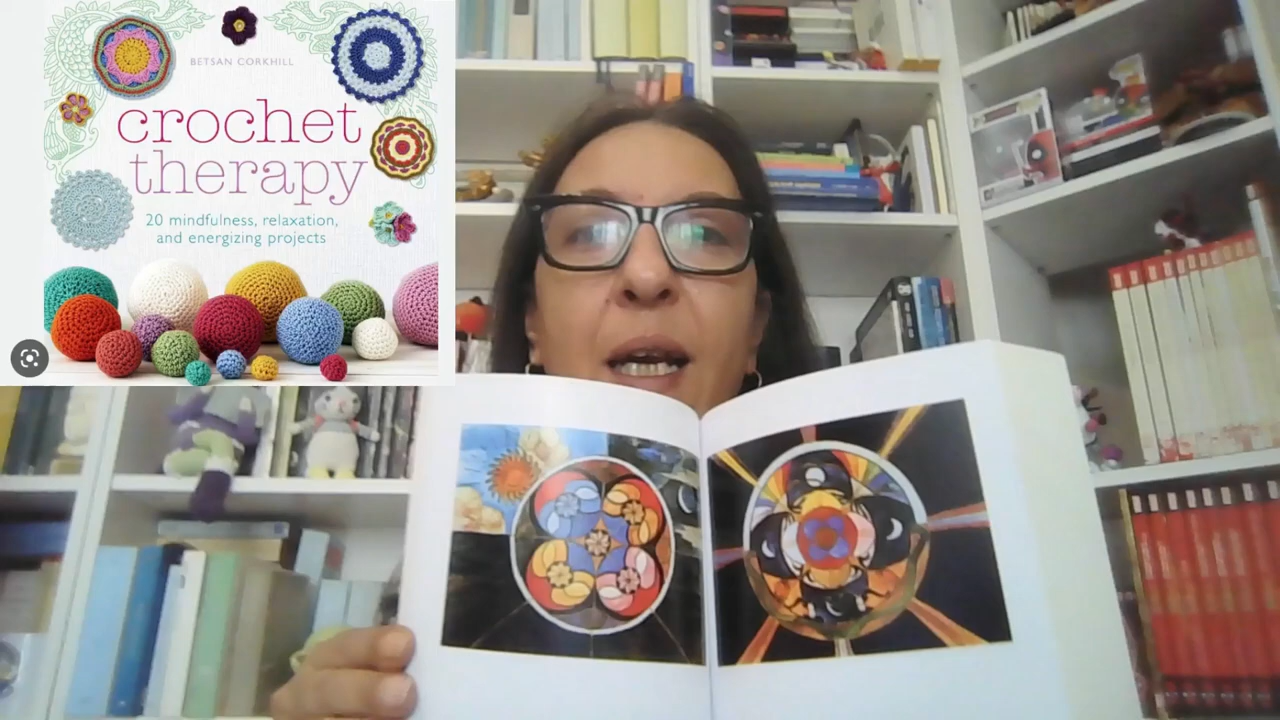 BETSAN CORKHILL
crochet
therapy
20 mindfulness, relaxation,
and energizing projects